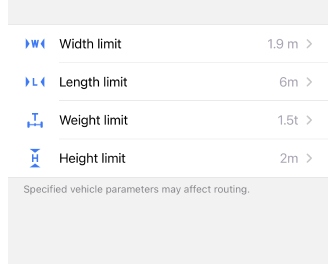 W Width limit 1.9 m
L Length limit 6m
T Weight limit 1.5t
H Height limit 2m
Specified vehicle parameters may affect routing.